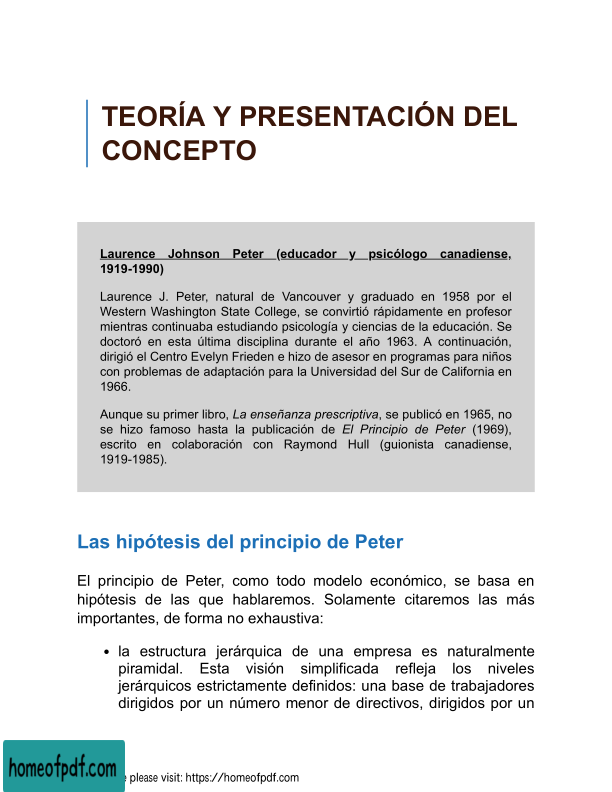 TEORÍA Y PRESENTACIÓN DEL
CONCEPTO
Laurence Johnson Peter (educador y psicólogo canadiense,
1919-1990)
Laurence J. Peter, natural de Vancouver y graduado en 1958 por el
Western Washington State College, se convirtió rápidamente en profesor
mientras continuaba estudiando psicología y ciencias de la educación. Se
doctoró en esta última disciplina durante el año 1963. A continuación,
dirigió el Centro Evelyn Frieden e hizo de asesor en programas para niños
con problemas de adaptación para la Universidad del Sur de California en
1966.
Aunque su primer libro, La enseñanza prescriptiva, se publicó en 1965, no
se hizo famoso hasta la publicación de El Principio de Peter (1969),
escrito en colaboración con Raymond Hull (guionista canadiense,
1919-1985).
Las hipótesis del principio de Peter
El principio de Peter, como todo modelo económico, se basa en
hipótesis de las que hablaremos. Solamente citaremos las más
importantes, de forma no exhaustiva:
• la estructura jerárquica de una empresa es naturalmente
piramidal. Esta visión simplificada refleja los niveles
jerárquicos estrictamente definidos: una base de trabajadores
dirigidos por un número menor de directivos, dirigidos por un
homeofpdf.com
please visit: https://homeofpdf.com